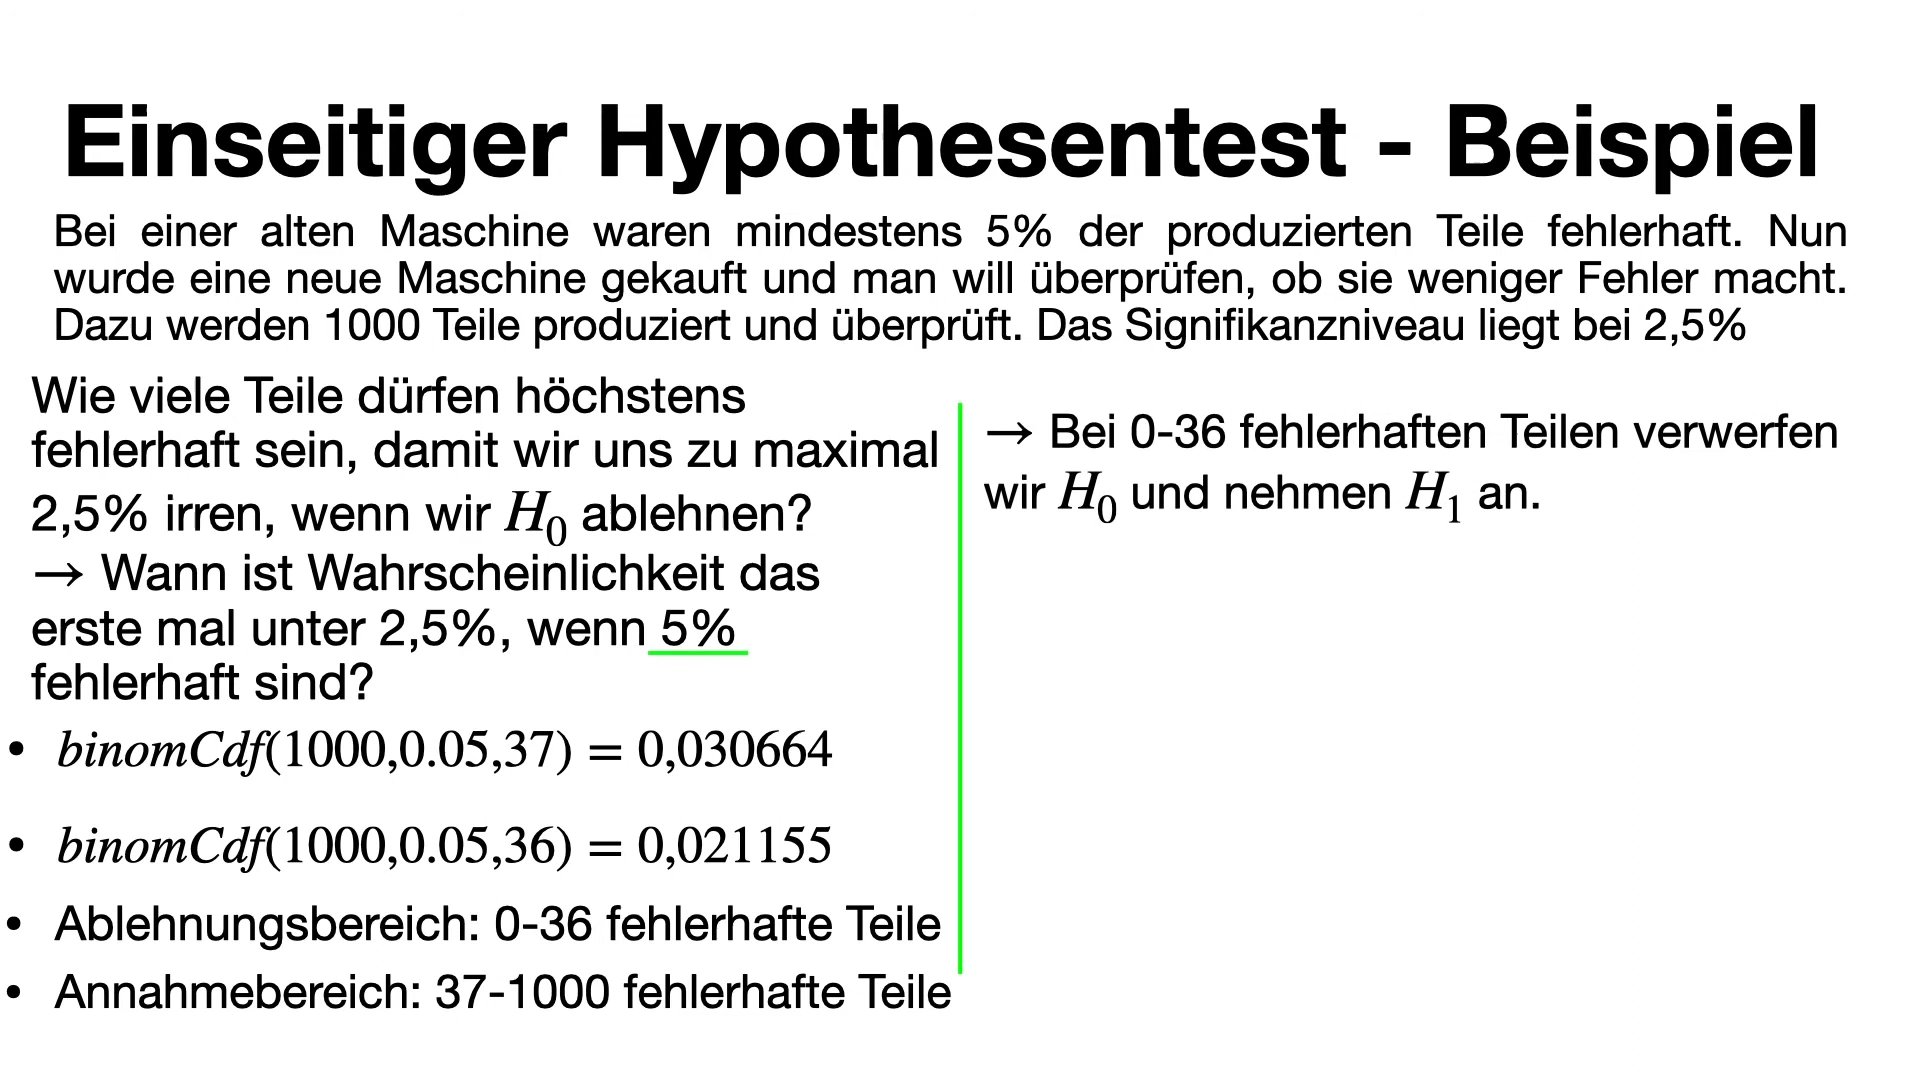 Einseitiger Hypothesentest - Beispiel
Bei einer alten Maschine waren mindestens 5% der produzierten Teile fehlerhaft. Nun
wurde eine neue Maschine gekauft und man will überprüfen, ob sie weniger Fehler macht.
Dazu werden 1000 Teile produziert und überprüft. Das Signifikanzniveau liegt bei 2,5%
Wie viele Teile dürfen höchstens
fehlerhaft sein, damit wir uns zu maximal
2,5% irren, wenn wir H₀ ablehnen?
→ Wann ist Wahrscheinlichkeit das
erste mal unter 2,5%, wenn 5%
fehlerhaft sind?
• binomCdf(1000,0.05,37) = 0,030664
• binomCdf(1000,0.05,36) = 0,021155
• Ablehnungsbereich: 0-36 fehlerhafte Teile
• Annahmebereich: 37-1000 fehlerhafte Teile
→ Bei 0-36 fehlerhaften Teilen verwerfen
wir H₀ und nehmen H₁ an.